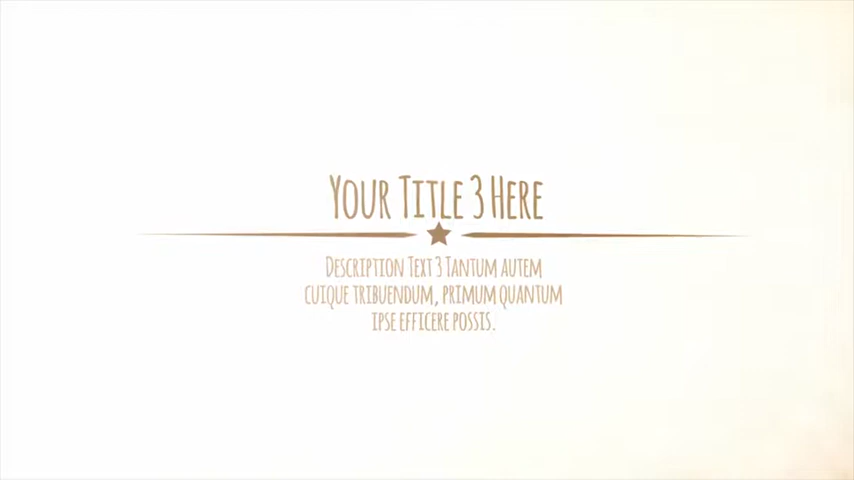 Your Title 3 Here
Description Text 3 Tantum autem
cuique tribuendum, primum quantum
ipse efficere possis.